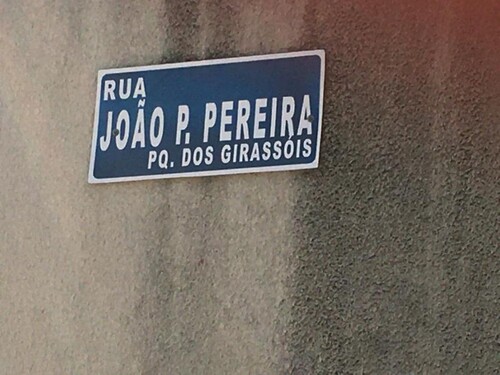 RUA
JOÃO P. PEREIRA
PQ. DOS GIRASSÓIS